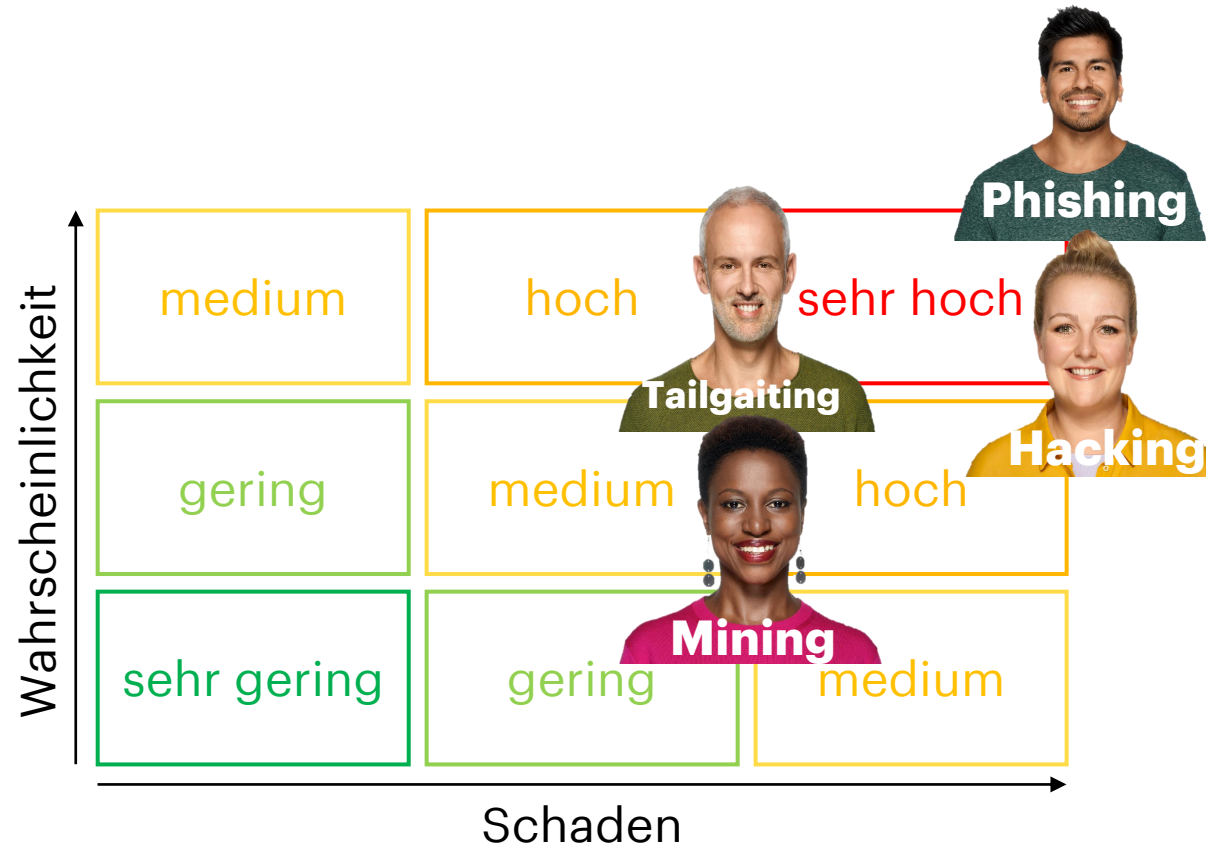 Phishing
medium
hoch
sehr hoch
Tailgaiting
Hacking
gering
medium
hoch
Mining
sehr gering
gering
medium
Wahrscheinlichkeit
Schaden